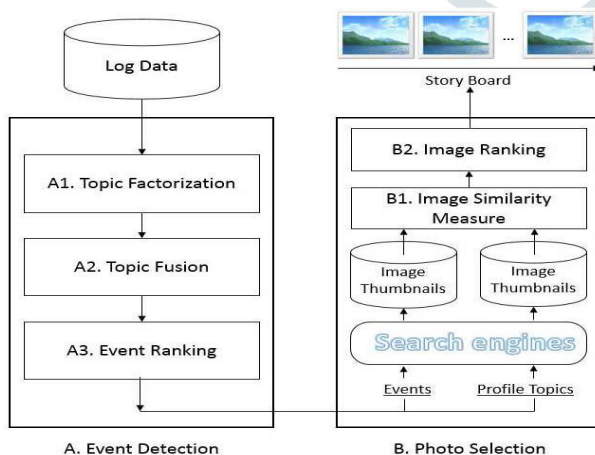 Log Data
A1. Topic Factorization
A2. Topic Fusion
A3. Event Ranking
A. Event Detection
...
Story Board
B2. Image Ranking
B1. Image Similarity
Measure
Image
Thumbnails
Image
Thumbnails
Search engines
Events
Profile Topics
B. Photo Selection